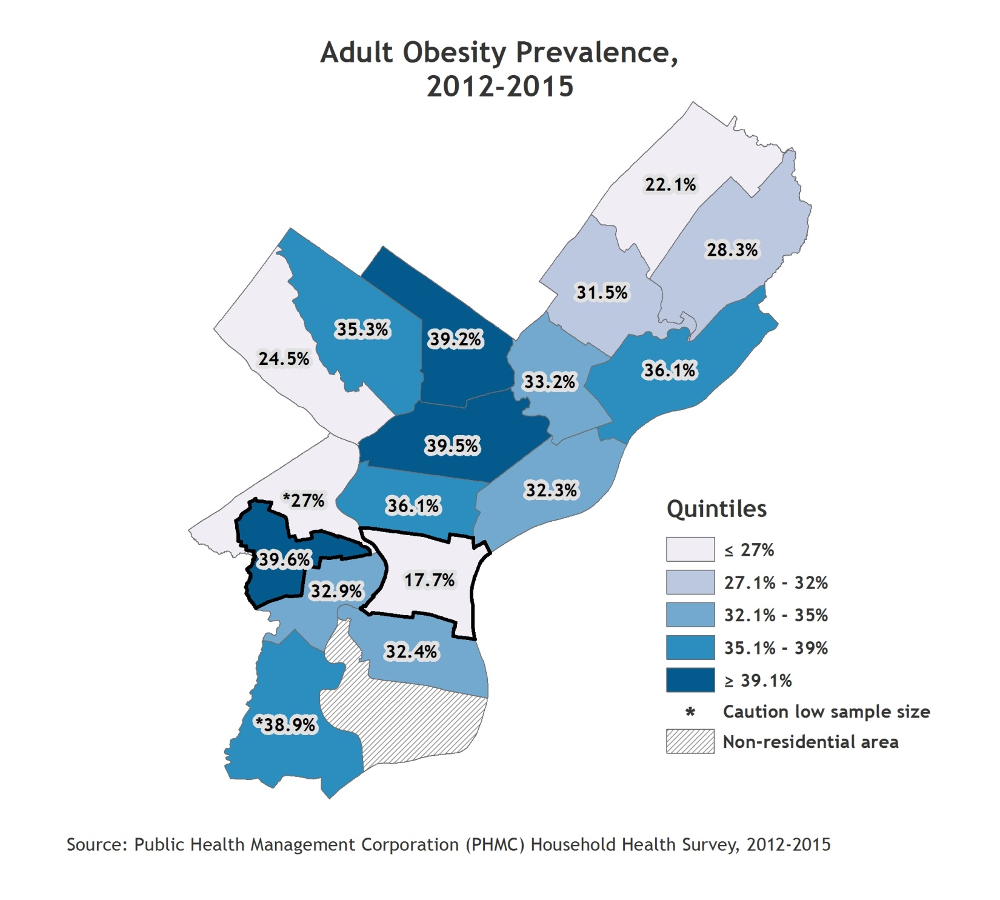 Adult Obesity Prevalence,
2012-2015
22.1%
28.3%
31.5%
35.3%
39.2%
24.5%
36.1%
33.2%
39.5%
32.3%
*27%
36.1%
39.6%
17.7%
32.9%
32.4%
*38.9%
Quintiles
≤ 27%
27.1% - 32%
32.1% - 35%
35.1% - 39%
≥ 39.1%
* Caution low sample size
Non-residential area
Source: Public Health Management Corporation (PHMC) Household Health Survey, 2012-2015